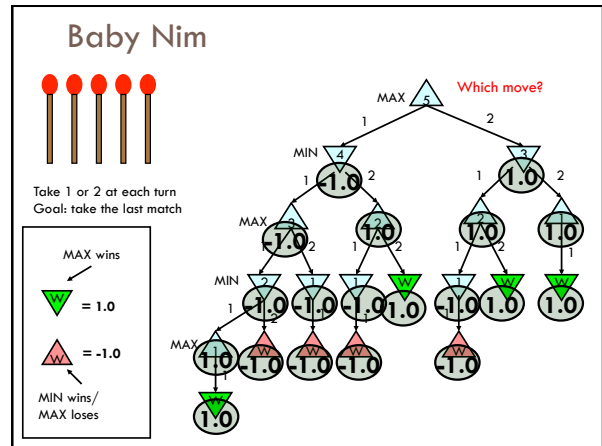 Baby Nim
Which move?
MAX 5
1 2
MIN 4 3
-1.0 1.0
1 2 1 2
MAX 3 2 2 1
-1.0 1.0 1.0 1.0
1 2 1 2 1 2 1
MIN 2 1 1 W 1 W W
-1.0 -1.0 -1.0 1.0 -1.0 1.0 1.0
1 2 1 1 1
MAX 1 W W W W
1.0 -1.0 -1.0 -1.0 -1.0
1
W
1.0
Take 1 or 2 at each turn
Goal: take the last match
MAX wins
W = 1.0
W = -1.0
MIN wins/
MAX loses